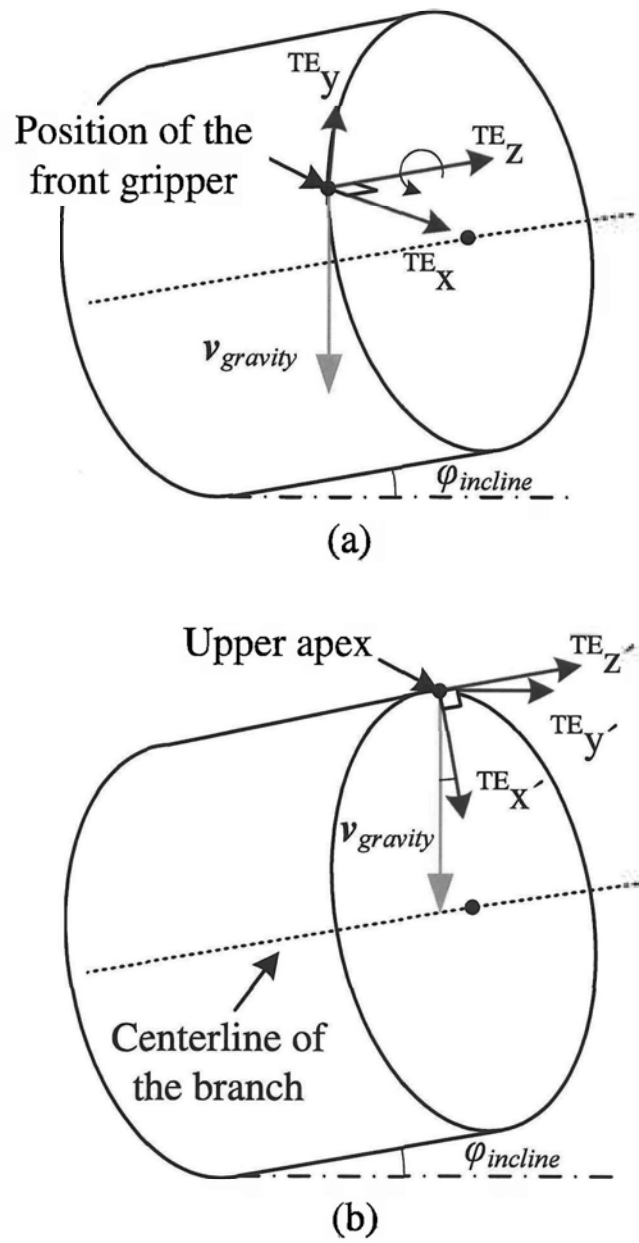 TEy
Position of the
front gripper
TEz
TEx
vgravity
φincline
(a)
Upper apex
TEz´
TEy´
TEx´
vgravity
Centerline of
the branch
φincline
(b)